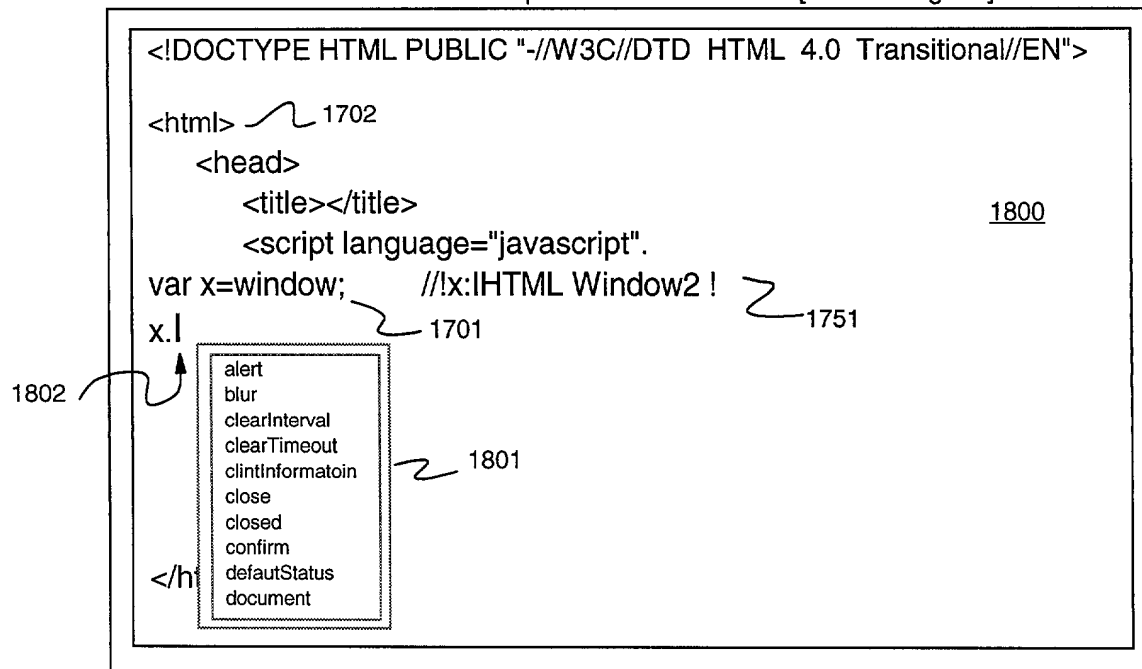 <!DOCTYPE HTML PUBLIC "-//W3C//DTD HTML 4.0 Transitional//EN">
<html> 1702
<head>
<title></title>
1800
<script language="javascript".
var x=window; //!x:IHTML Window2 !
1701
1751
x.
1802
alert
blur
clearInterval
clearTimeout
clintInformatoin
1801
close
closed
confirm
defautStatus
document
</ht